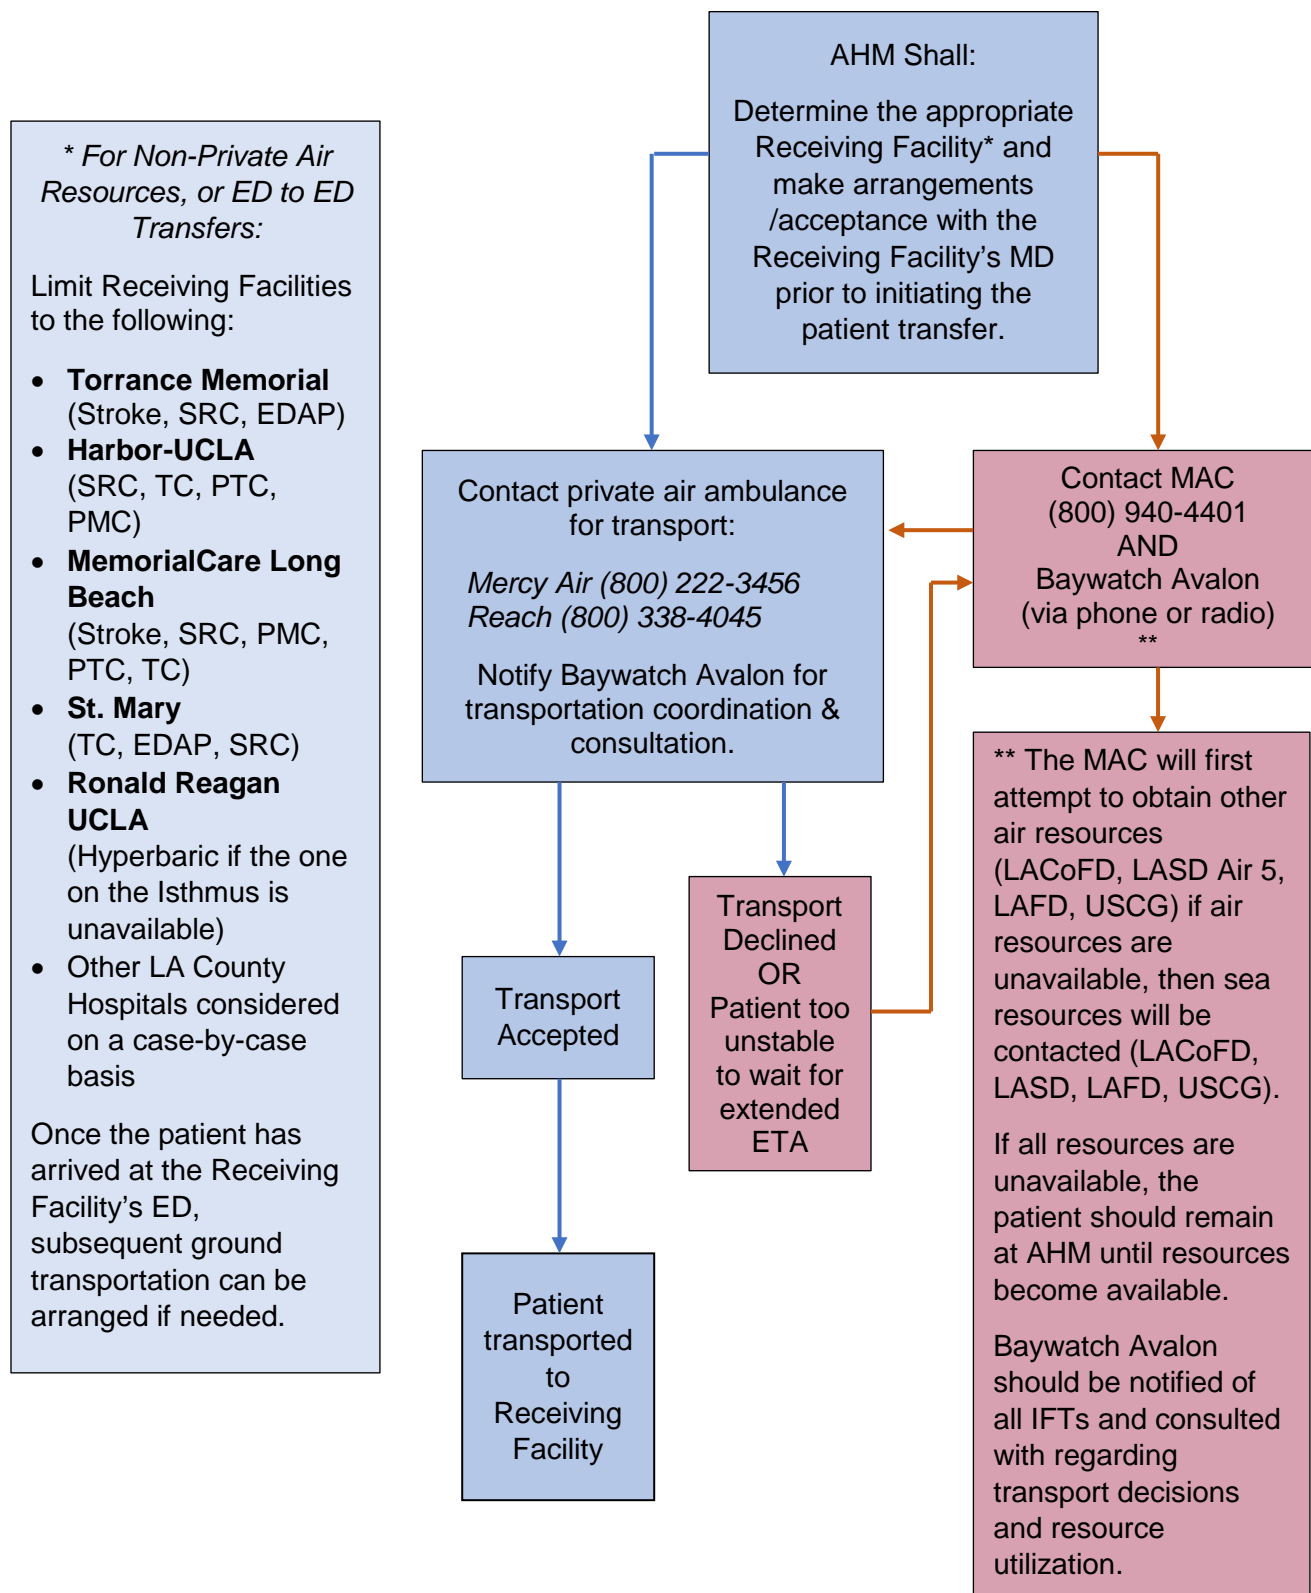 AHM Shall:
Determine the appropriate
Receiving Facility* and
make arrangements
/acceptance with the
Receiving Facility's MD
prior to initiating the
patient transfer.
* For Non-Private Air
Resources, or ED to ED
Transfers:
Limit Receiving Facilities
to the following:
• Torrance Memorial
(Stroke, SRC, EDAP)
• Harbor-UCLA
(SRC, TC, PTC,
PMC)
• MemorialCare Long
Beach
(Stroke, SRC, PMC,
PTC, TC)
• St. Mary
(TC, EDAP, SRC)
• Ronald Reagan
UCLA
(Hyperbaric if the one
on the Isthmus is
unavailable)
• Other LA County
Hospitals considered
on a case-by-case
basis
Once the patient has
arrived at the Receiving
Facility's ED,
subsequent ground
transportation can be
arranged if needed.
Contact private air ambulance
for transport:
Mercy Air (800) 222-3456
Reach (800) 338-4045
Notify Baywatch Avalon for
transportation coordination &
consultation.
Contact MAC
(800) 940-4401
AND
Baywatch Avalon
(via phone or radio)
**
Transport
Accepted
Transport
Declined
OR
Patient too
unstable
to wait for
extended
ETA
Patient
transported
to
Receiving
Facility
** The MAC will first
attempt to obtain other
air resources
(LACoFD, LASD Air 5,
LAFD, USCG) if air
resources are
unavailable, then sea
resources will be
contacted (LACoFD,
LASD, LAFD, USCG).
If all resources are
unavailable, the
patient should remain
at AHM until resources
become available.
Baywatch Avalon
should be notified of
all IFTs and consulted
with regarding
transport decisions
and resource
utilization.